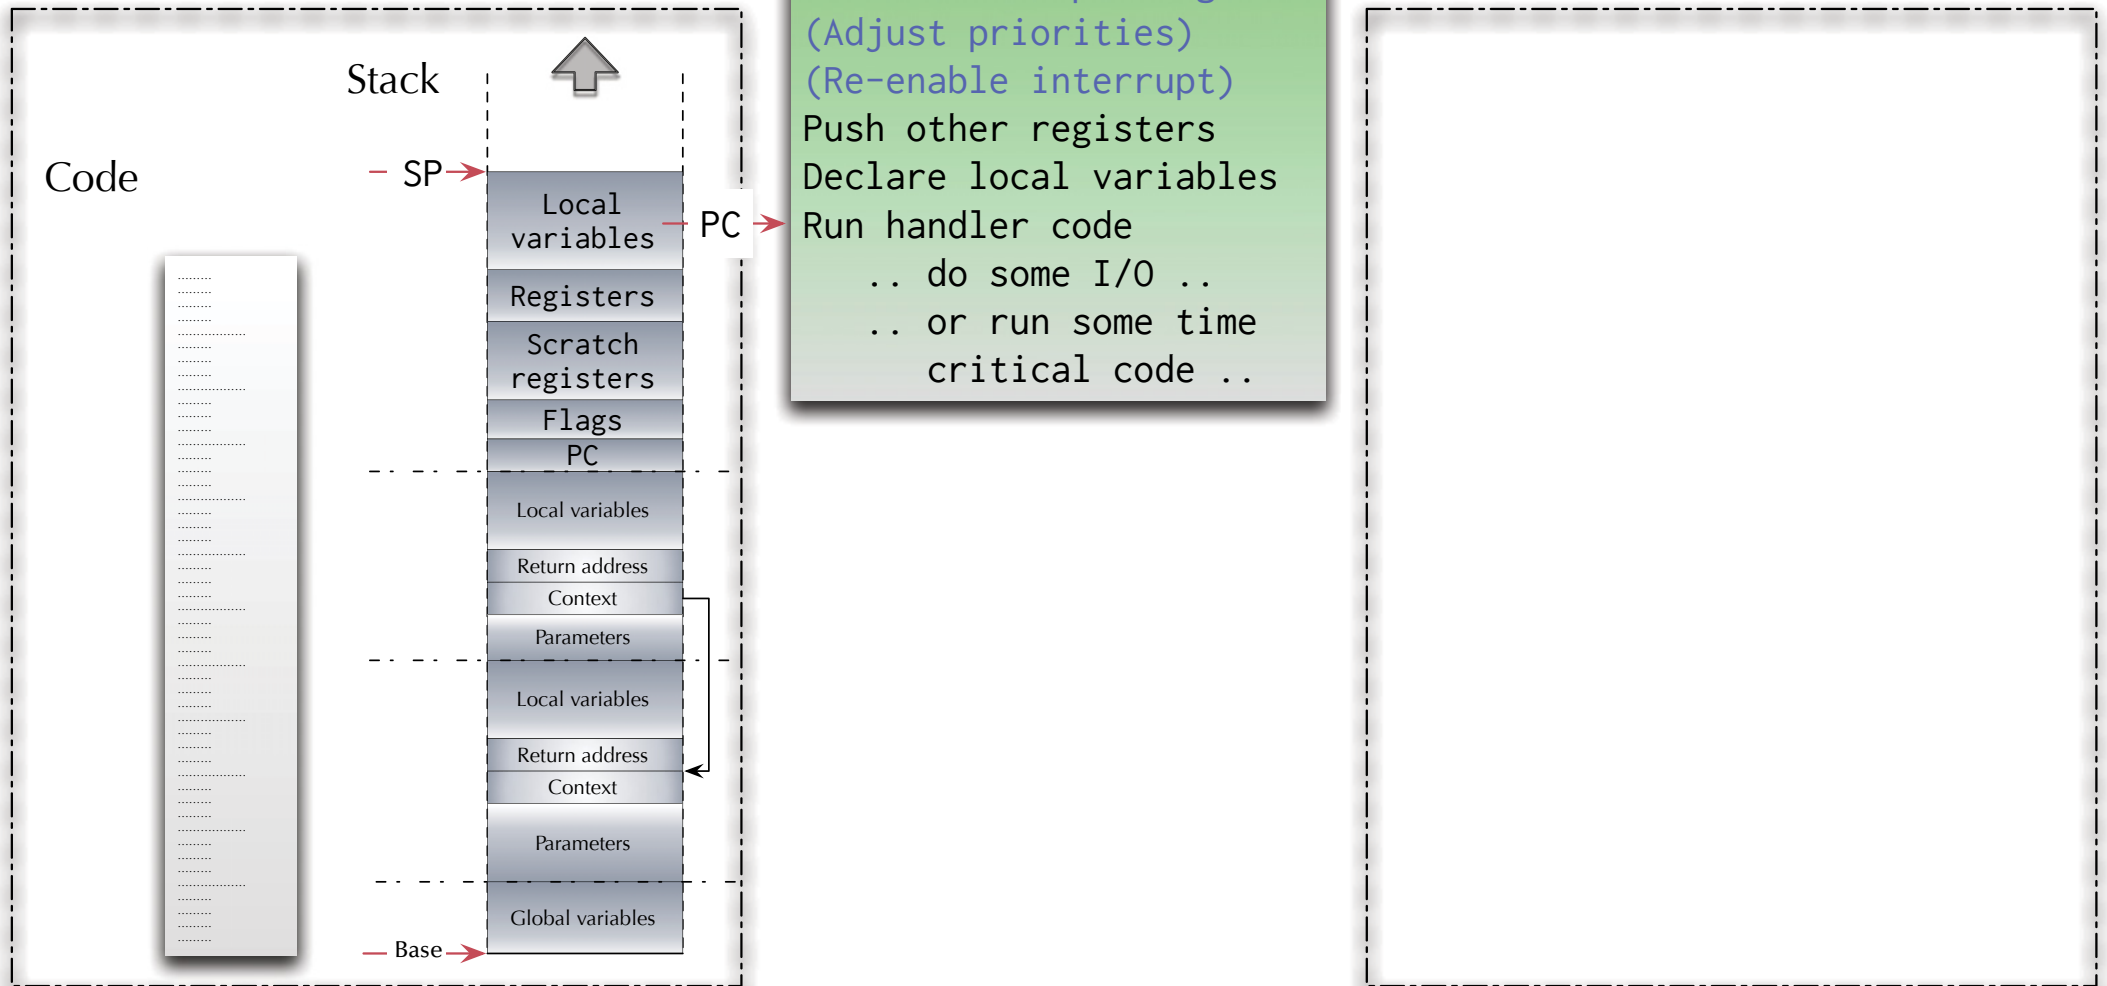 Stack
Code
SP
Local
variables
Registers
Scratch
registers
Flags
PC
Local variables
Return address
Context
Parameters
Local variables
Return address
Context
Parameters
Global variables
Base
PC
(Adjust priorities)
(Re-enable interrupt)
Push other registers
Declare local variables
Run handler code
.. do some I/O ..
.. or run some time
critical code ..